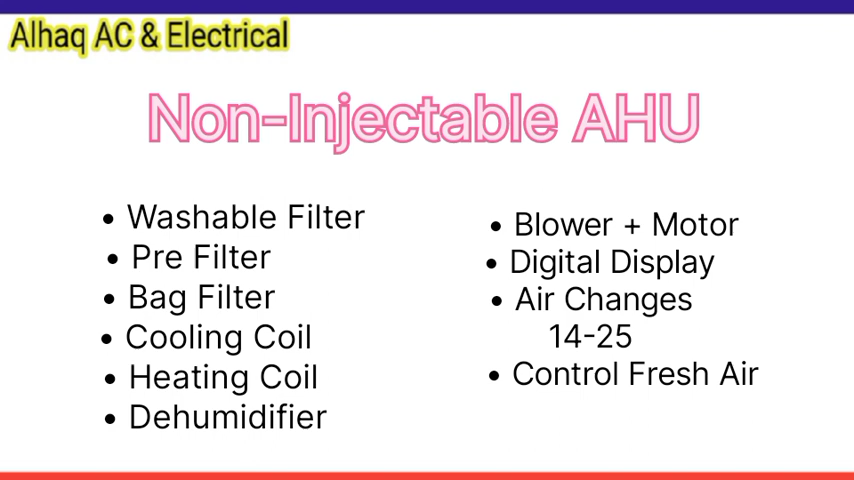 Alhaq AC & Electrical
Non-Injectable AHU
• Washable Filter
• Pre Filter
• Bag Filter
• Cooling Coil
• Heating Coil
• Dehumidifier
• Blower + Motor
• Digital Display
• Air Changes
14-25
• Control Fresh Air